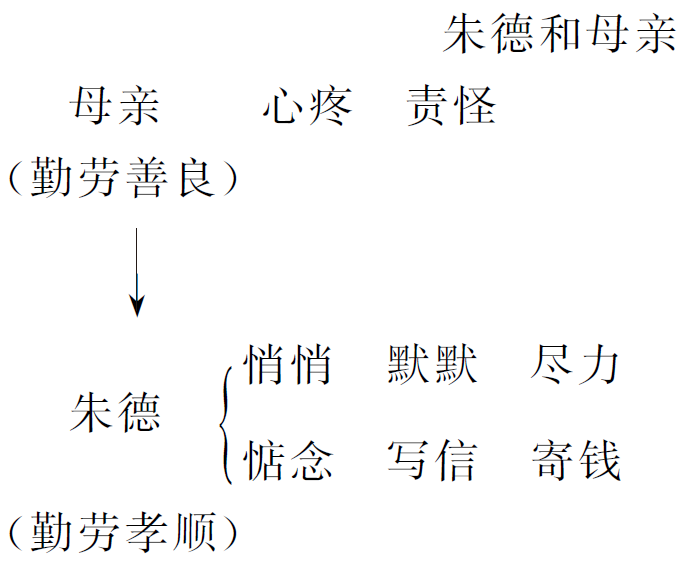 朱德和母亲
母亲 心疼 责怪
（勤劳善良）
悄悄 默默 尽力
朱德
惦念 写信 寄钱
（勤劳孝顺）